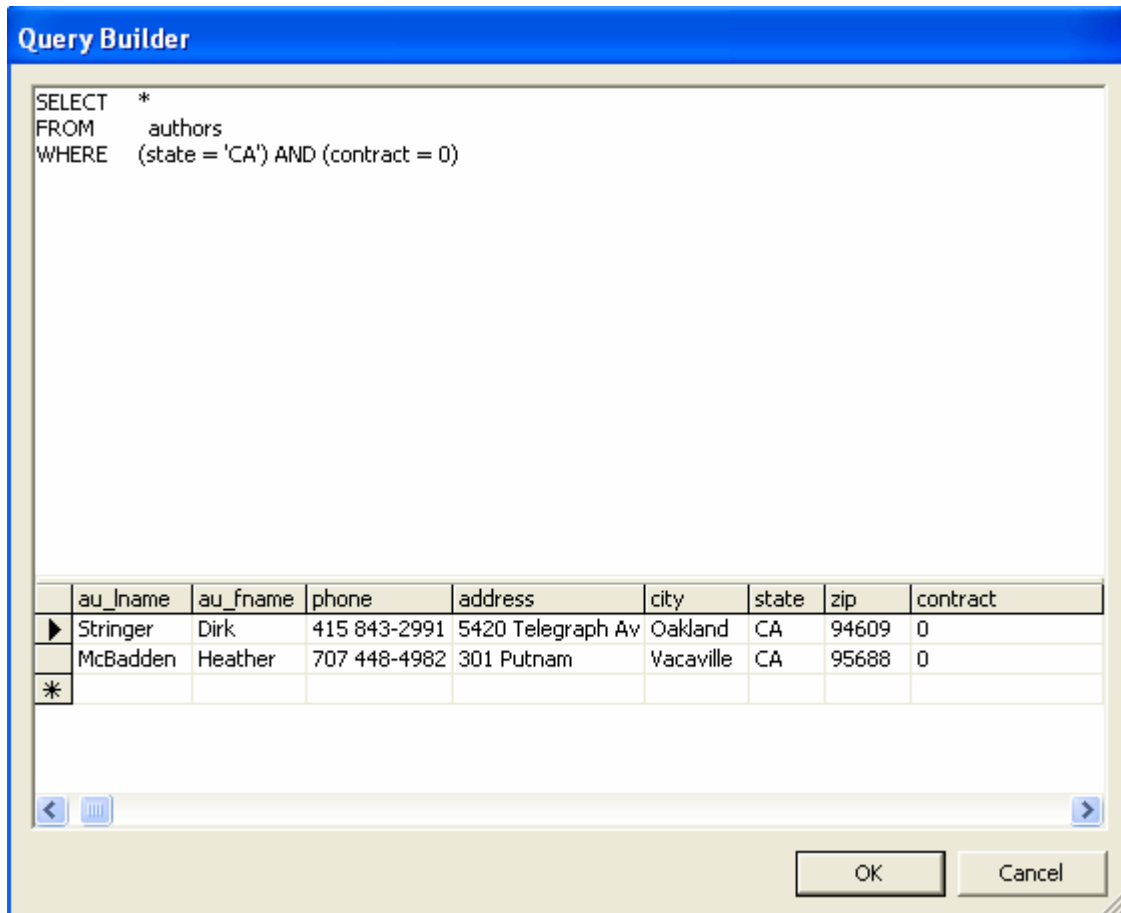 Query Builder
SELECT *
FROM authors
WHERE (state = 'CA') AND (contract = 0)
au_lname au_fname phone address city state zip contract
Stringer Dirk 415 843-2991 5420 Telegraph Av Oakland CA 94609 0
McBadden Heather 707 448-4982 301 Putnam Vacaville CA 95688 0
OK Cancel